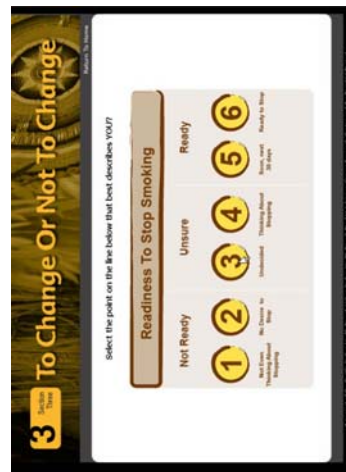 3 Section Three To Change Or Not To Change
Return To Home
Select the point on the line below that best describes YOU?
Readiness To Stop Smoking
Not Ready Unsure Ready
1 2 3 4 5 6
Not Even Thinking About Stopping
No Desire to Stop
Undecided
Thinking About Stopping
Soon, next 30 days
Ready to Stop